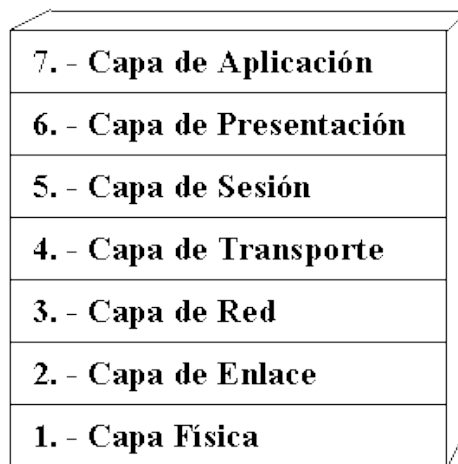 7. - Capa de Aplicación
6. - Capa de Presentación
5. - Capa de Sesión
4. - Capa de Transporte
3. - Capa de Red
2. - Capa de Enlace
1. - Capa Física